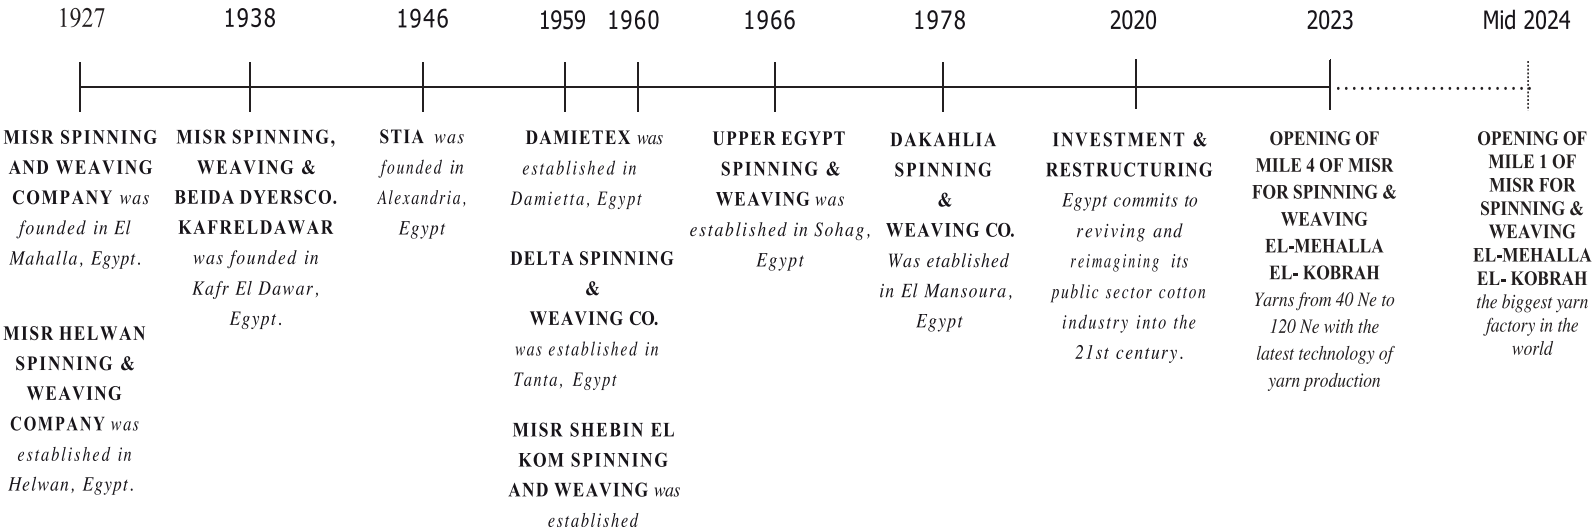 1927
1938
1946
1959
1960
1966
1978
2020
2023
Mid 2024
MISR SPINNING
AND WEAVING
COMPANY was
founded in El
Mahalla, Egypt.
MISR HELWAN
SPINNING &
WEAVING
COMPANY was
established in
Helwan, Egypt.
MISR SPINNING,
WEAVING &
BEIDA DYERSCO.
KAFRELDAWAR
was founded in
Kafr El Dawar,
Egypt.
STIA was
founded in
Alexandria,
Egypt
DAMIETEX was
established in
Damietta, Egypt
DELTA SPINNING
&
WEAVING CO.
was established in
Tanta, Egypt
MISR SHEBIN EL
KOM SPINNING
AND WEAVING was
established
UPPER EGYPT
SPINNING &
WEAVING was
established in Sohag,
Egypt
DAKAHLIA
SPINNING
&
WEAVING CO.
Was etablished
in El Mansoura,
Egypt
INVESTMENT &
RESTRUCTURING
Egypt commits to
reviving and
reimagining its
public sector cotton
industry into the
21st century.
OPENING OF
MILE 4 OF MISR
FOR SPINNING &
WEAVING
EL-MEHALLA
EL- KOBRAH
Yarns from 40 Ne to
120 Ne with the
latest technology of
yarn production
OPENING OF
MILE 1 OF
MISR FOR
SPINNING &
WEAVING
EL-MEHALLA
EL- KOBRAH
the biggest yarn
factory in the
world